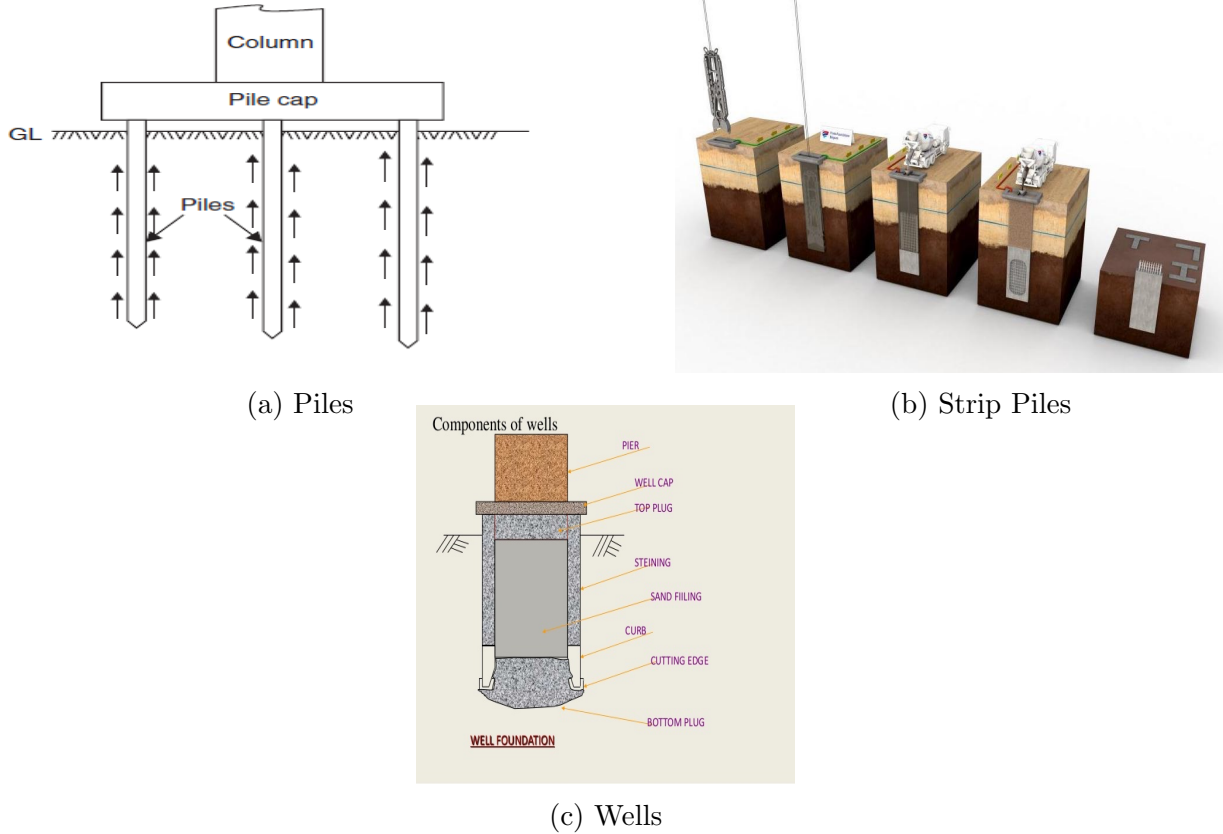 Column
Pile cap
GL
Piles
(a) Piles
(b) Strip Piles
Components of wells
PIER
WELL CAP
TOP PLUG
STEINING
SAND FIILING
CURB
CUTTING EDGE
BOTTOM PLUG
WELL FOUNDATION
(c) Wells